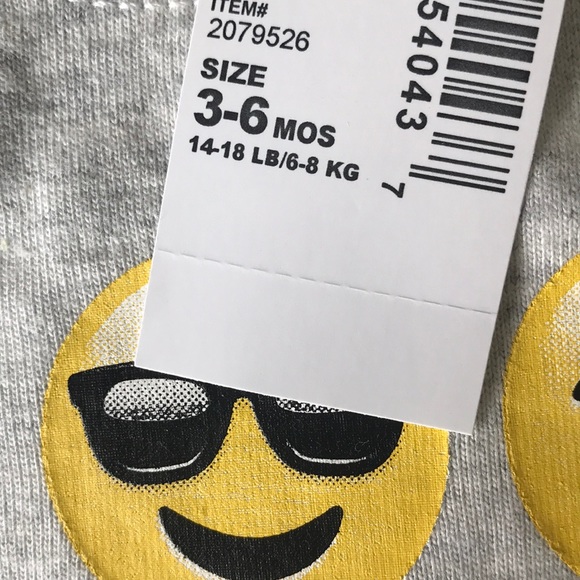 ITEM#
2079526
SIZE
3-6 MOS
14-18 LB/6-8 KG
54043
7